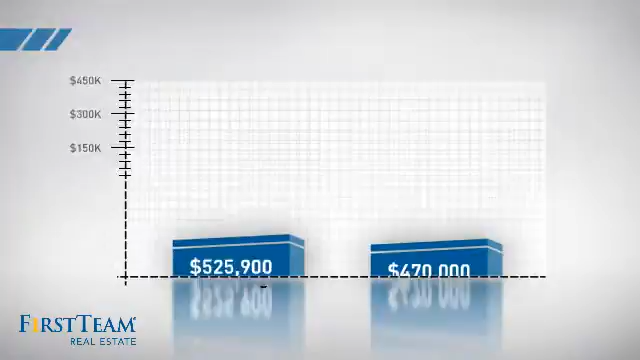 $450K
$300K
$150K
$525,900
$470,000
FIRSTTEAM®
REAL ESTATE